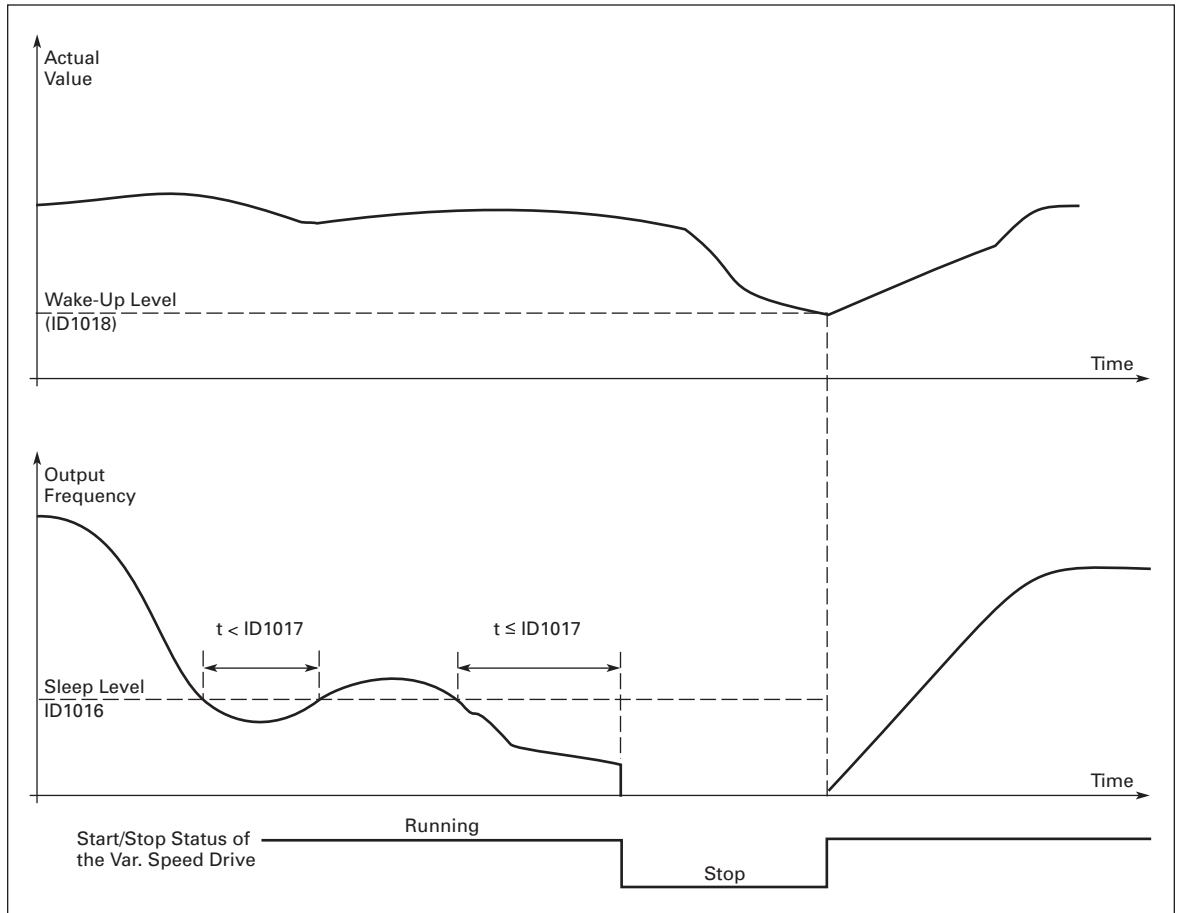 Actual
Value
Wake-Up Level
(ID1018)
Time
Output
Frequency
t < ID1017
t ≤ ID1017
Sleep Level
ID1016
Time
Running
Start/Stop Status of
the Var. Speed Drive
Stop